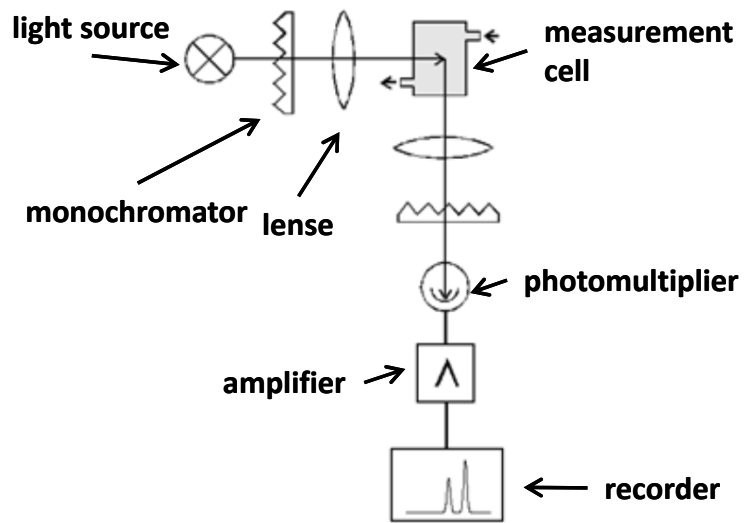 light source
measurement
cell
monochromator
lense
photomultiplier
amplifier
recorder